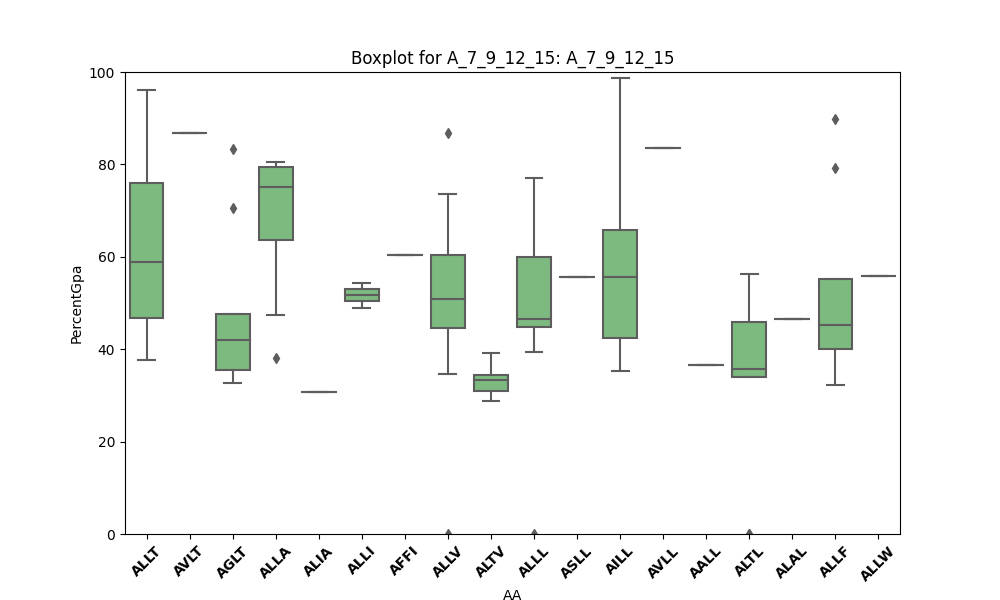 Boxplot for A_7_9_12_15: A_7_9_12_15
PercentGpa
100
80
60
40
20
0
ALLT AVLT AGLT ALLA ALIA ALLI AFFI ALLV ALTV ALLL ASLL AILL AVLL AALL ALTL ALAL ALLF ALLW
AA